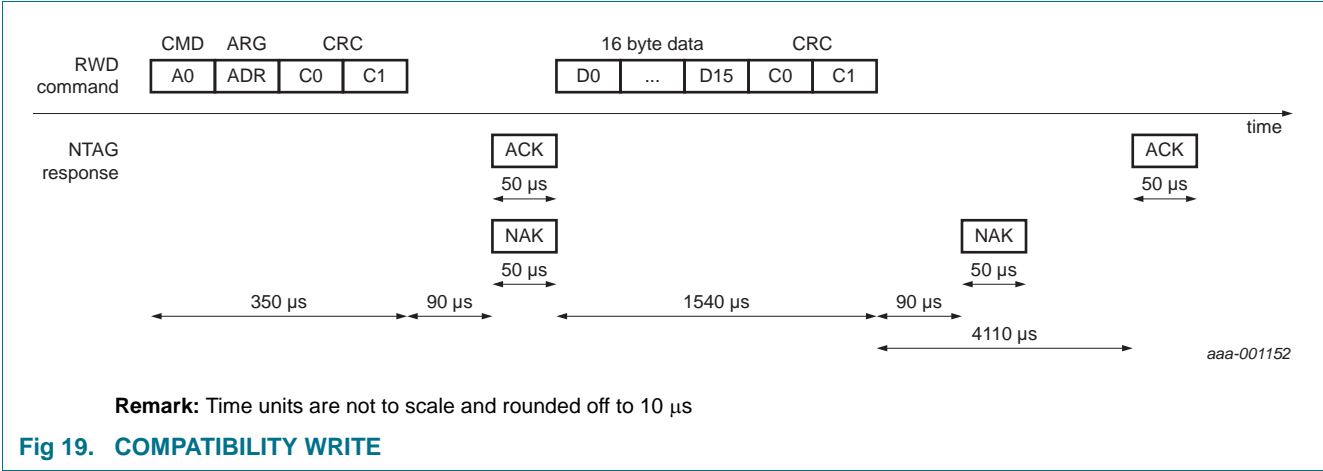 CMD ARG CRC 16 byte data CRC
RWD command A0 ADR C0 C1 D0 ... D15 C0 C1
time
NTAG response ACK ACK
50 μs 50 μs
NAK NAK
50 μs 50 μs
350 μs 90 μs 1540 μs 90 μs
4110 μs
aaa-001152
Remark: Time units are not to scale and rounded off to 10 μs
Fig 19. COMPATIBILITY WRITE